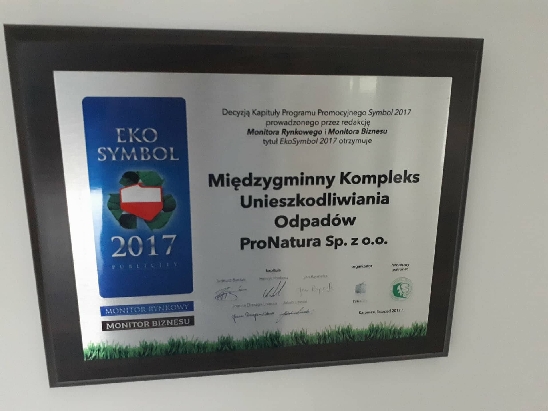 EKO
SYMBOL
2017
MONITOR RYNKOWY
MONITOR BIZNESU
Decyzją Kapituły Programu Promocyjnego Symbol 2017
prowadzonego przez redakcję
Monitora Rynkowego i Monitora Biznesu
tytuł EkoSymbol 2017 otrzymuje
Międzygminny Kompleks
Unieszkodliwiania
Odpadów
ProNatura Sp. z o.o.